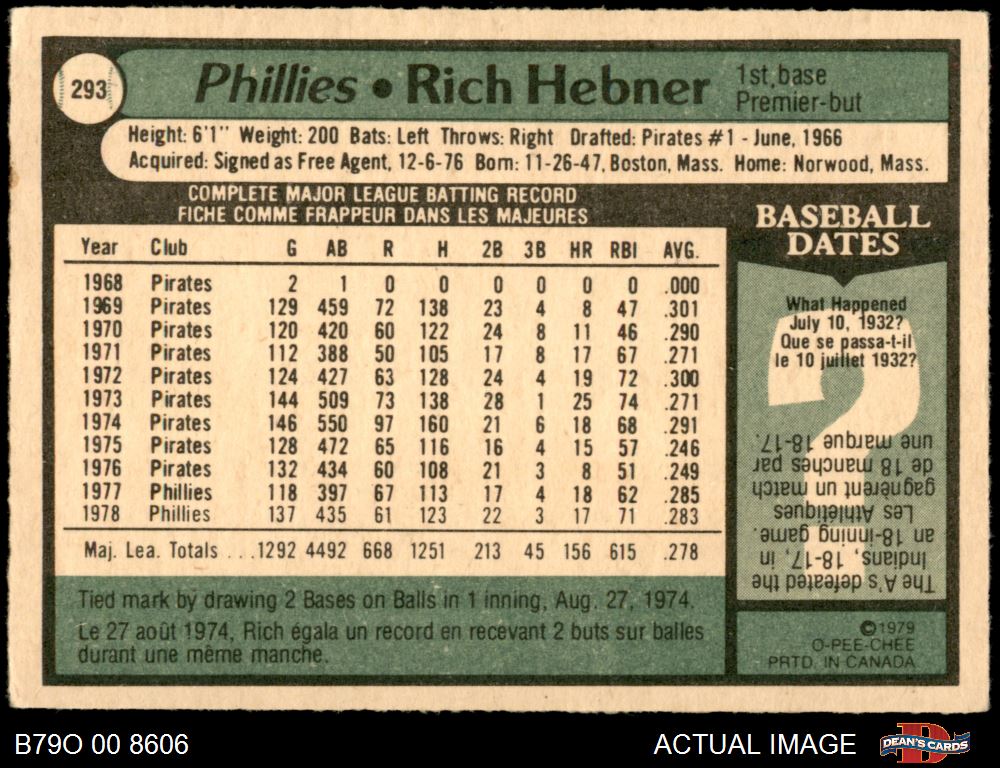 293
Phillies • Rich Hebner
1st, base
Premier-but
Height: 6'1" Weight: 200 Bats: Left Throws: Right Drafted: Pirates #1 - June, 1966
Acquired: Signed as Free Agent, 12-6-76 Born: 11-26-47, Boston, Mass. Home: Norwood, Mass.
COMPLETE MAJOR LEAGUE BATTING RECORD
FICHE COMME FRAPPEUR DANS LES MAJEURES
Year Club G AB R H 2B 3B HR RBI AVG.
1968 Pirates 2 1 0 0 0 0 0 0 .000
1969 Pirates 129 459 72 138 23 4 8 47 .301
1970 Pirates 120 420 60 122 24 8 11 46 .290
1971 Pirates 112 388 50 105 17 8 17 67 .271
1972 Pirates 124 427 63 128 24 4 19 72 .300
1973 Pirates 144 509 73 138 28 1 25 74 .271
1974 Pirates 146 550 97 160 21 6 18 68 .291
1975 Pirates 128 472 65 116 16 4 15 57 .246
1976 Pirates 132 434 60 108 21 3 8 51 .249
1977 Phillies 118 397 67 113 17 4 18 62 .285
1978 Phillies 137 435 61 123 22 3 17 71 .283
Maj. Lea. Totals ...1292 4492 668 1251 213 45 156 615 .278
Tied mark by drawing 2 Bases on Balls in 1 inning, Aug. 27, 1974.
Le 27 août 1974, Rich égala un record en recevant 2 buts sur balles
durant une même manche.
BASEBALL
DATES
What Happened
July 10, 1932?
Que se passa-t-il
le 10 juillet 1932?
The A's defeated the
Indians, 18-17, in
an 18-inning game.
Les Athlétiques
gagnèrent un match
de 18 manches par
une marque 18-17.
©1979
O-PEE-CHEE
PRTD. IN CANADA
B79O 00 8606
ACTUAL IMAGE
DEAN'S CARDS